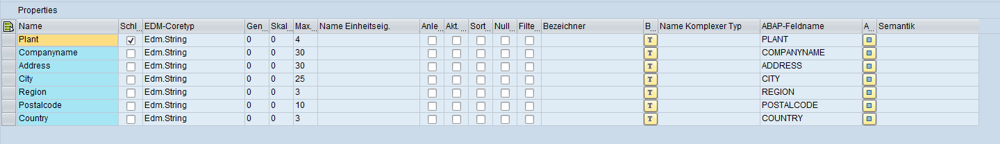 Properties
Name Schl... EDM-Coretyp Gen... Skal... Max... Name Einheitseig. Anle... Akt. ... Sort... Null... Filte... Bezeichner B... Name Komplexer Typ ABAP-Feldname A... Semantik
Plant Edm.String 0 0 4 T PLANT
Companyname Edm.String 0 0 30 T COMPANYNAME
Address Edm.String 0 0 30 T ADDRESS
City Edm.String 0 0 25 T CITY
Region Edm.String 0 0 3 T REGION
Postalcode Edm.String 0 0 10 T POSTALCODE
Country Edm.String 0 0 3 T COUNTRY